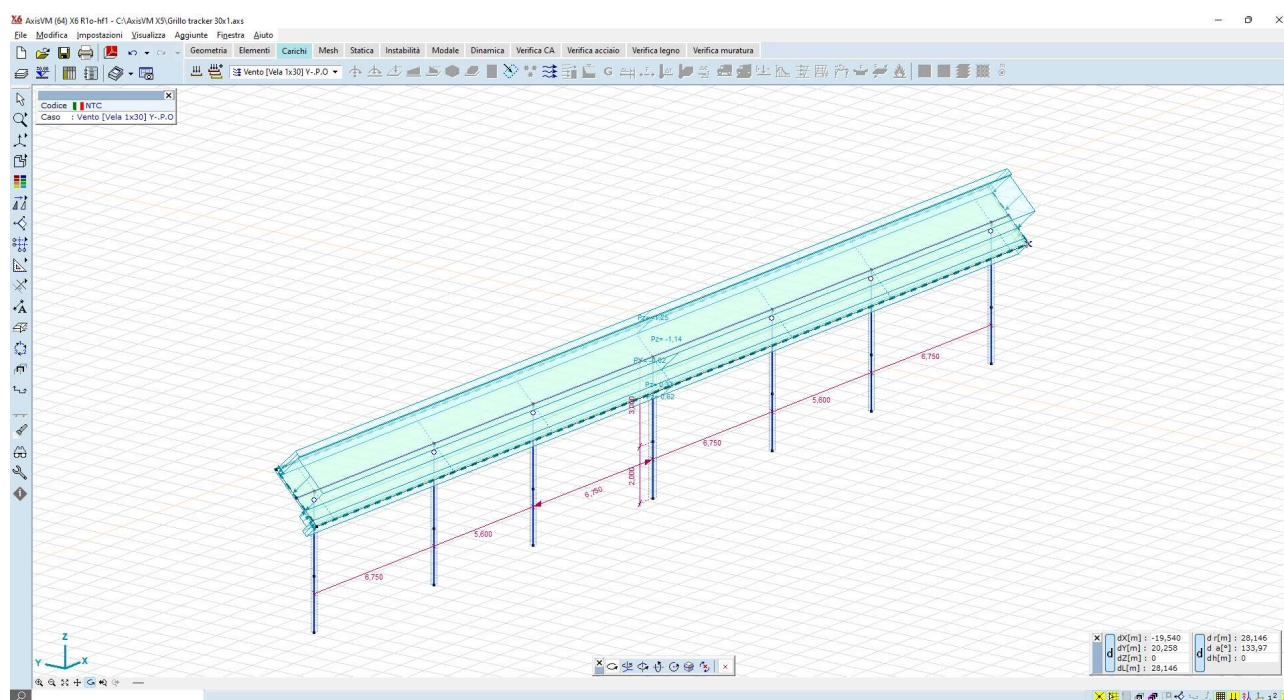 X6 AxisVM (64) X6 R1o-hf1 - C:\AxisVM X5\Grillo tracker 30x1.axs
File Modifica Impostazioni Visualizza Aggiunte Finestra Aiuto
Geometria Elementi Carichi Mesh Statica Instabilità Modale Dinamica Verifica CA Verifica acciaio Verifica legno Verifica muratura
Vento [Vela 1x30] Y-.P.O
Codice NTC
Caso : Vento [Vela 1x30] Y-.P.O
Pz= -1,25
Pz= -1,14
6,750
3,000
0,62
5,600
6,750
2,000
6,750
5,600
6,750
Z
Y X
dX[m] : -19,540
dY[m] : 20,258
dZ[m] : 0
dL[m] : 28,146
d
d r[m] : 28,146
d a[°] : 133,97
dh[m] : 0
d